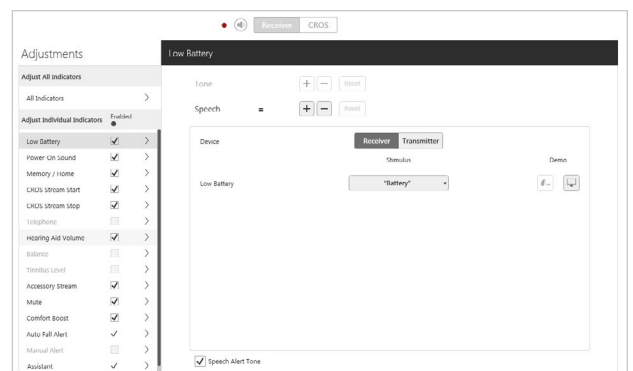 Receiver CROS
Adjustments
Low Battery
Adjust All Indicators
All Indicators
Adjust Individual Indicators Enabled
Low Battery
Power-On Sound
Memory / Home
CROS Stream Start
CROS Stream Stop
Telephone
Hearing Aid Volume
Balance
Tinnitus Level
Accessory Stream
Mute
Comfort Boost
Auto Fall Alert
Manual Alert
Assistant
Tone + − Reset
Speech = + − Reset
Device Receiver Transmitter
Stimulus Demo
Low Battery "Battery"
Speech Alert Tone